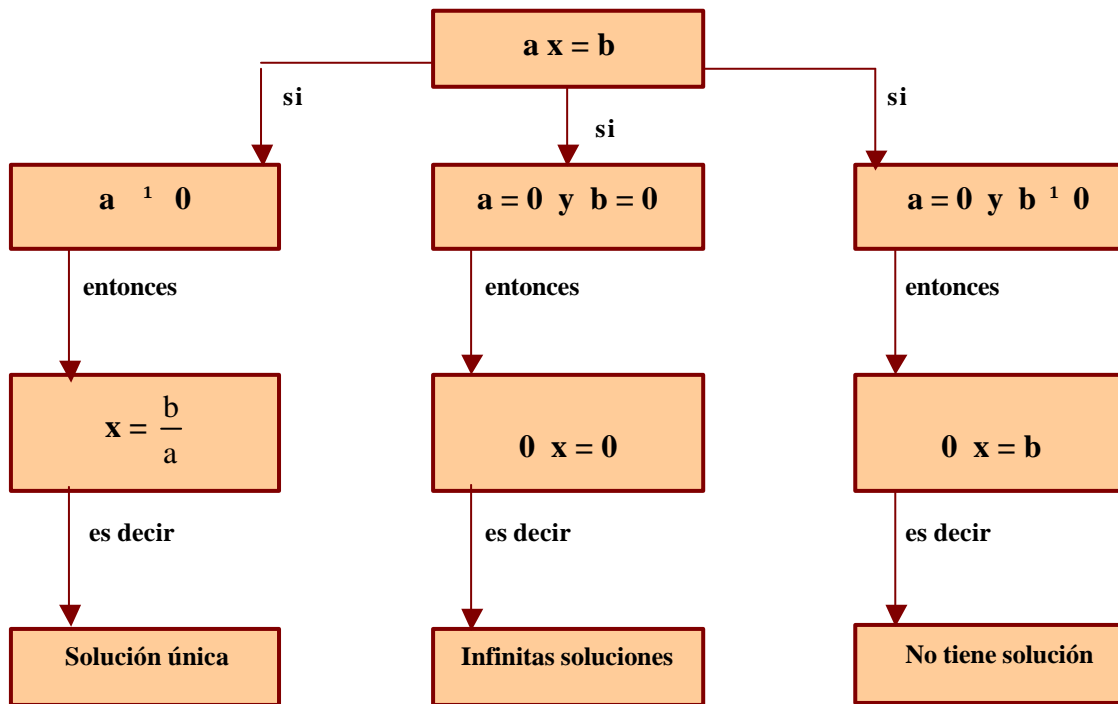 a x = b
si
si
si
a ¹ 0
a = 0 y b = 0
a = 0 y b ¹ 0
entonces
entonces
entonces
x = b/a
0 x = 0
0 x = b
es decir
es decir
es decir
Solución única
Infinitas soluciones
No tiene solución